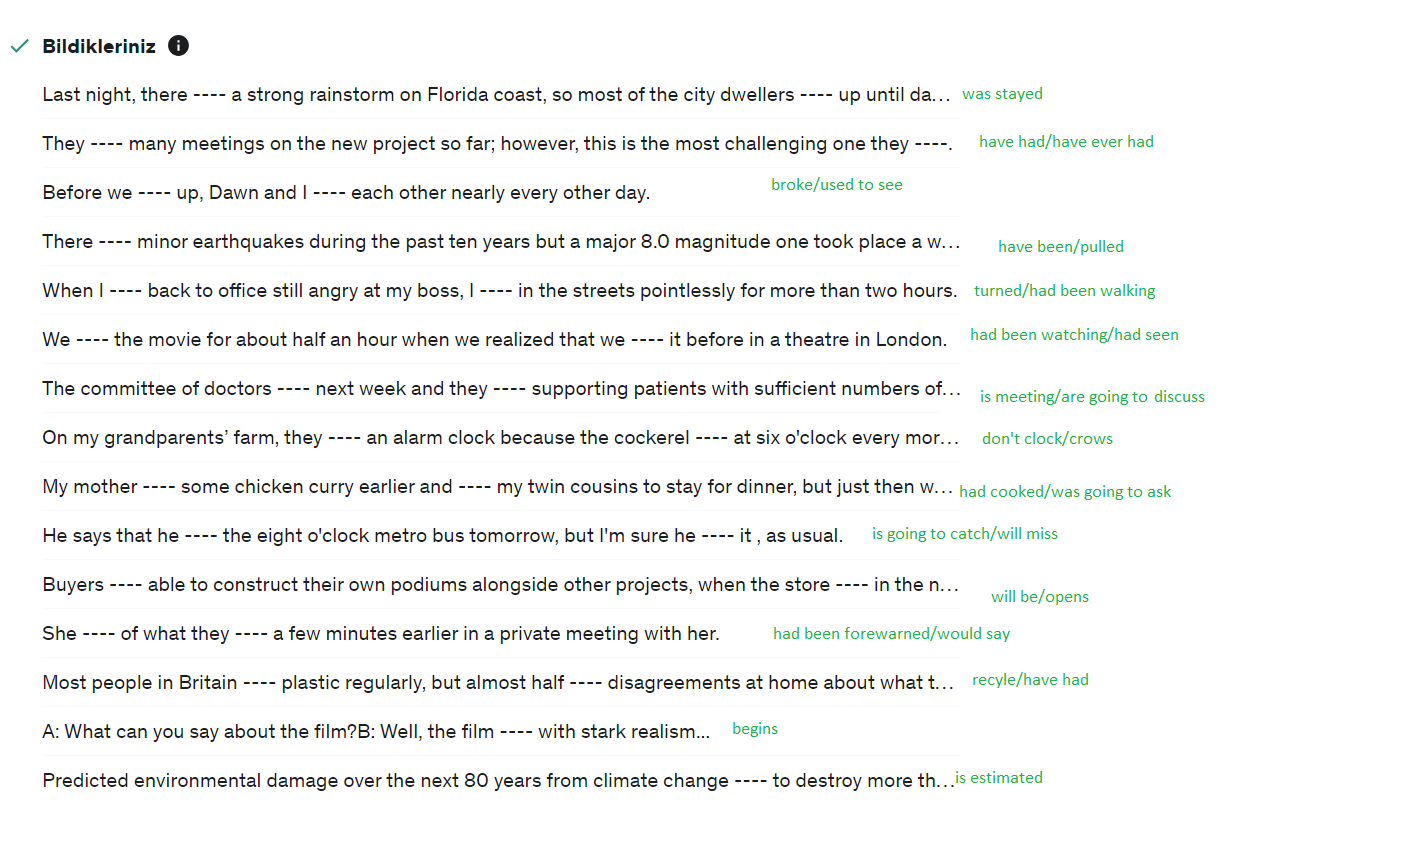 Bildikleriniz
Last night, there ---- a strong rainstorm on Florida coast, so most of the city dwellers ---- up until da... was stayed
They ---- many meetings on the new project so far; however, this is the most challenging one they ----. have had/have ever had
Before we ---- up, Dawn and I ---- each other nearly every other day. broke/used to see
There ---- minor earthquakes during the past ten years but a major 8.0 magnitude one took place a w... have been/pulled
When I ---- back to office still angry at my boss, I ---- in the streets pointlessly for more than two hours. turned/had been walking
We ---- the movie for about half an hour when we realized that we ---- it before in a theatre in London. had been watching/had seen
The committee of doctors ---- next week and they ---- supporting patients with sufficient numbers of... is meeting/are going to discuss
On my grandparents' farm, they ---- an alarm clock because the cockerel ---- at six o'clock every mor... don't clock/crows
My mother ---- some chicken curry earlier and ---- my twin cousins to stay for dinner, but just then w... had cooked/was going to ask
He says that he ---- the eight o'clock metro bus tomorrow, but I'm sure he ---- it , as usual. is going to catch/will miss
Buyers ---- able to construct their own podiums alongside other projects, when the store ---- in the n... will be/opens
She ---- of what they ---- a few minutes earlier in a private meeting with her. had been forewarned/would say
Most people in Britain ---- plastic regularly, but almost half ---- disagreements at home about what t... recyle/have had
A: What can you say about the film?B: Well, the film ---- with stark realism... begins
Predicted environmental damage over the next 80 years from climate change ---- to destroy more th... is estimated